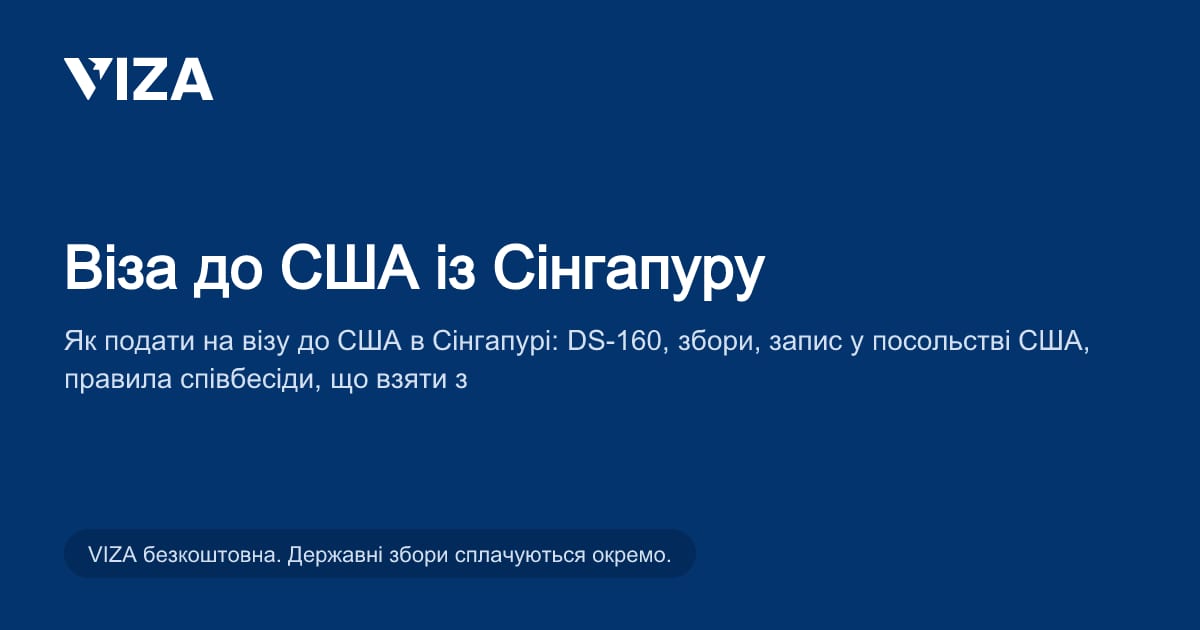 VIZA
Віза до США із Сінгапуру
Як подати на візу до США в Сінгапурі: DS-160, збори, запис у посольстві США,
правила співбесіди, що взяти з
VIZA безкоштовна. Державні збори сплачуються окремо.